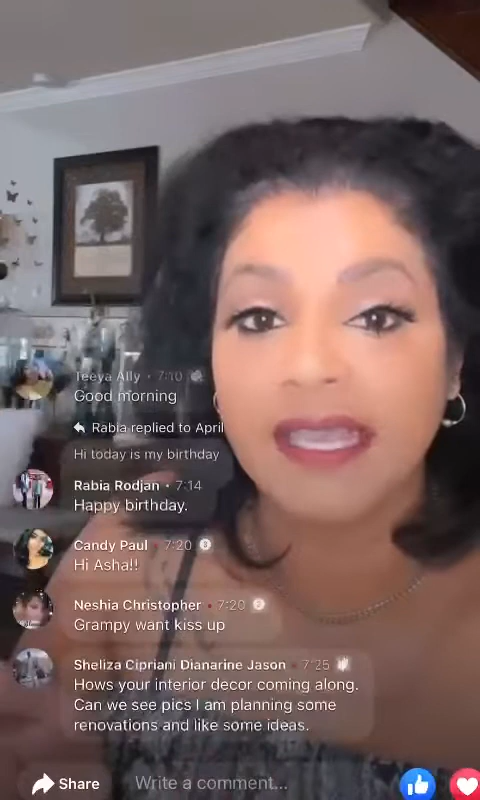 Teeya Ally • 7:10
Good morning
Rabia replied to April
Hi today is my birthday
Rabia Rodjan • 7:14
Happy birthday.
Candy Paul • 7:20
Hi Asha!!
Neshia Christopher • 7:20
Grampy want kiss up
Sheliza Cipriani Dianarine Jason • 7:25
Hows your interior decor coming along.
Can we see pics I am planning some
renovations and like some ideas.
Share Write a comment...